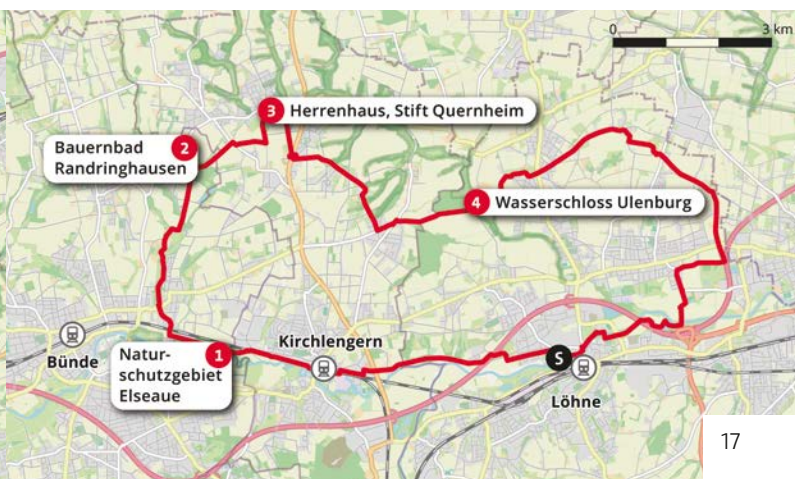 0
3 km
3 Herrenhaus, Stift Quernheim
Bauernbad
Randringhausen
2
4 Wasserschloss Ulenburg
Kirchlengern
Bünde
1
Natur-
schutzgebiet
Elseaue
S
Löhne
17